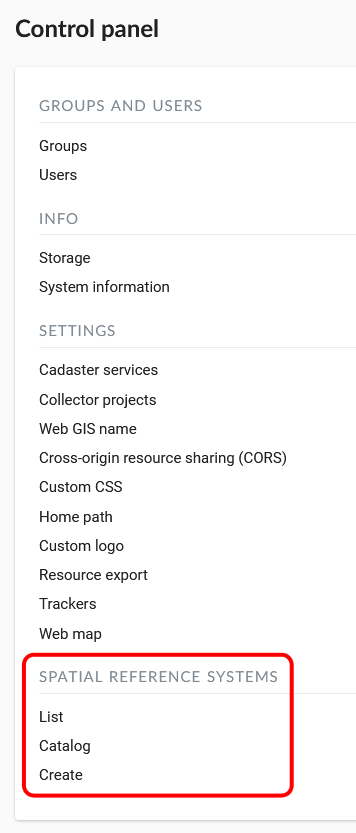 Control panel
GROUPS AND USERS
Groups
Users
INFO
Storage
System information
SETTINGS
Cadaster services
Collector projects
Web GIS name
Cross-origin resource sharing (CORS)
Custom CSS
Home path
Custom logo
Resource export
Trackers
Web map
SPATIAL REFERENCE SYSTEMS
List
Catalog
Create